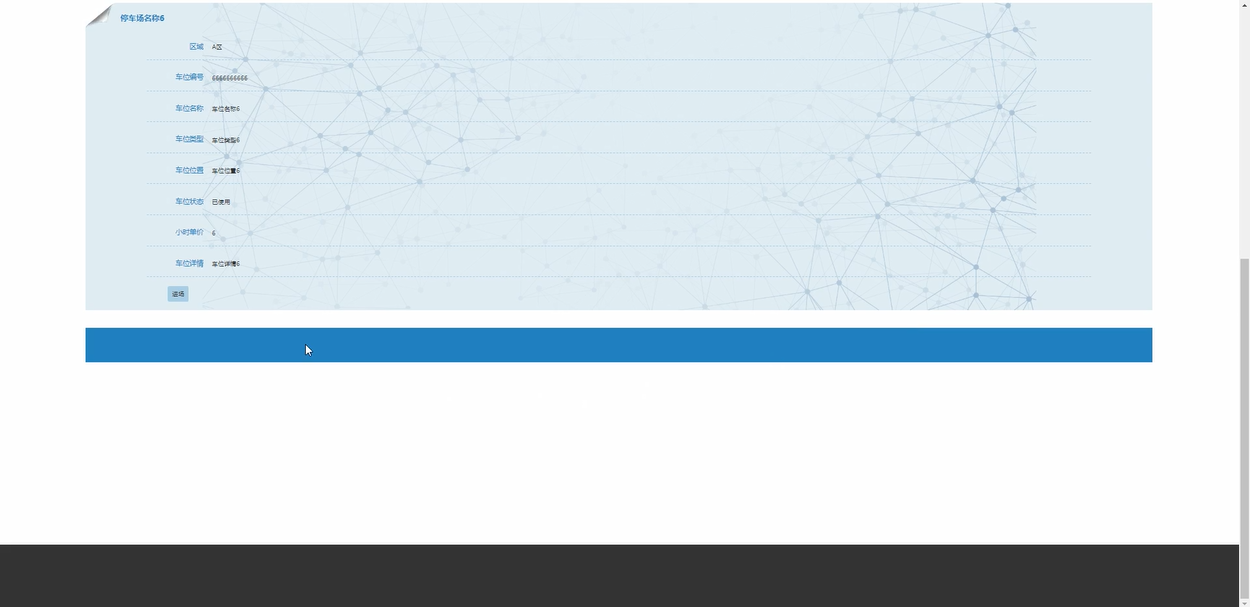 停车场名称6
区域 A区
车位编号 6666666666
车位名称 车位名称6
车位类型 车位类型6
车位位置 车位位置6
车位状态 已使用
小时单价 6
车位详情 车位详情6
进场